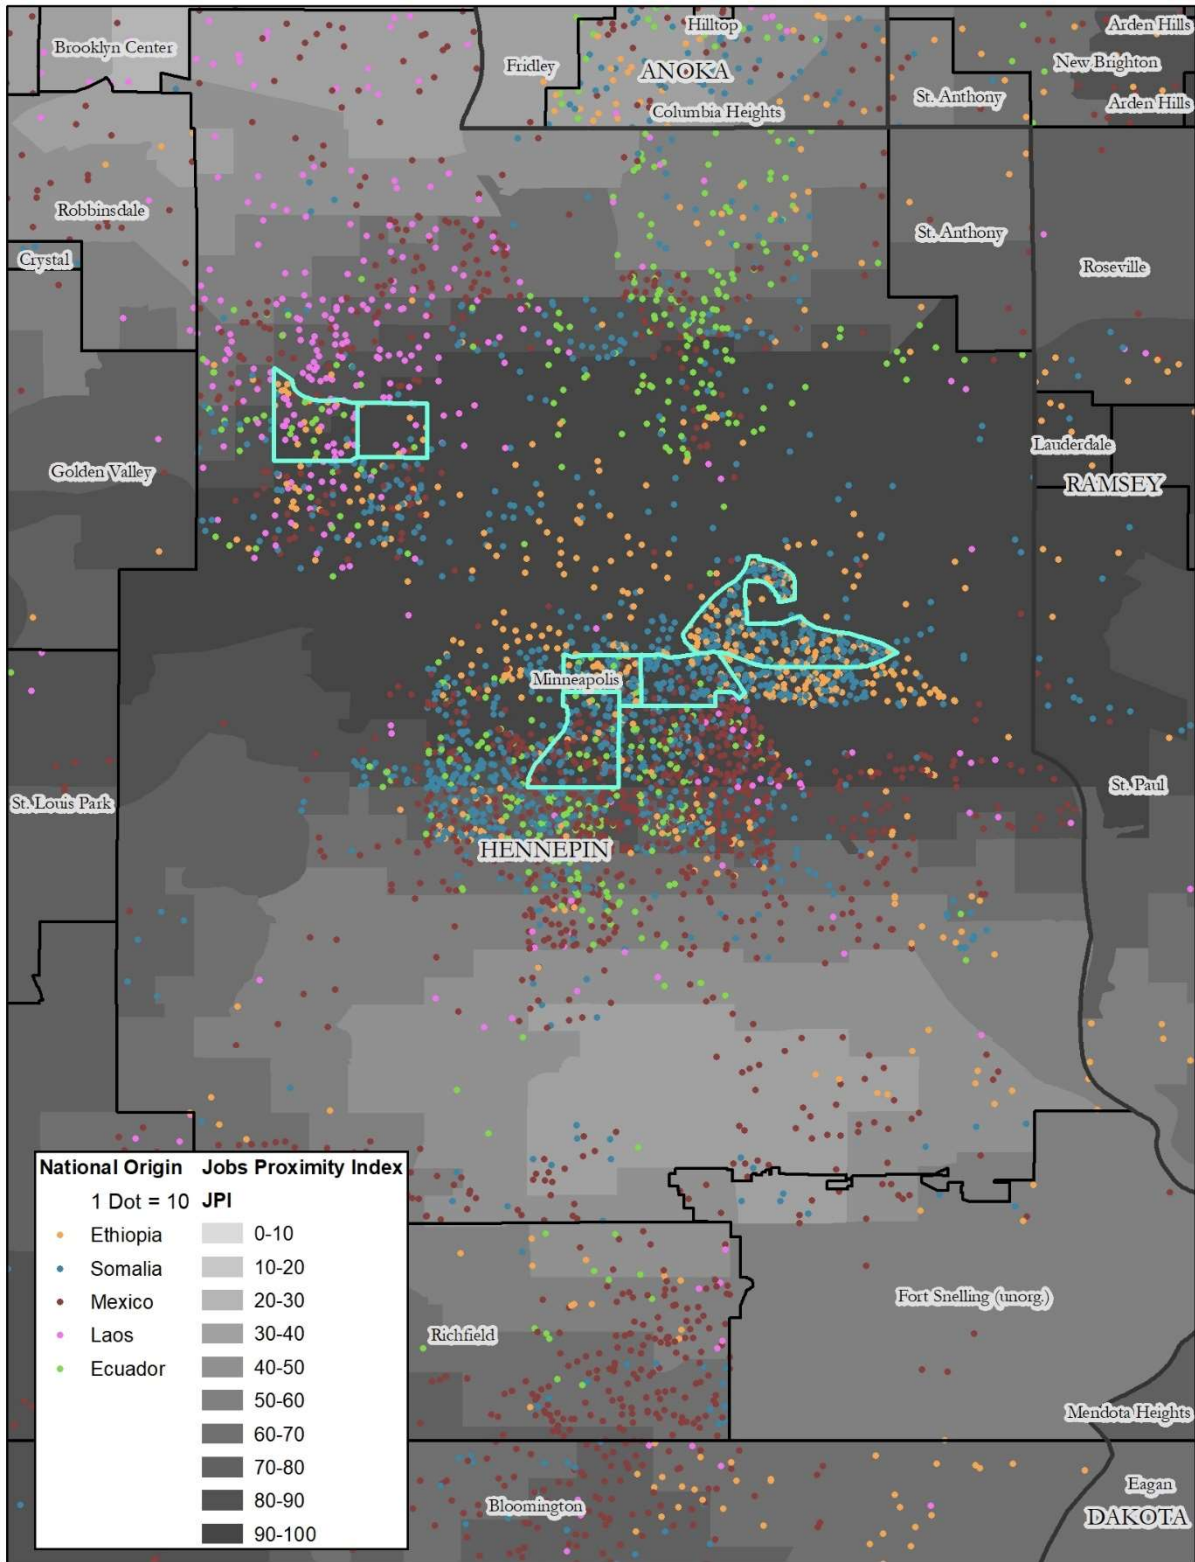 Hilltop
Arden Hills
Brooklyn Center
Fridley
ANOKA
New Brighton
St. Anthony
Arden Hills
Columbia Heights
Robbinsdale
St. Anthony
Crystal
Roseville
Golden Valley
Lauderdale
RAMSEY
Minneapolis
St. Louis Park
St. Paul
HENNEPIN
National Origin Jobs Proximity Index
1 Dot = 10 JPI
Ethiopia 0-10
Somalia 10-20
Mexico 20-30
Laos 30-40
Ecuador 40-50
50-60
60-70
70-80
80-90
90-100
Fort Snelling (unorg.)
Richfield
Mendota Heights
Eagan
Bloomington
DAKOTA